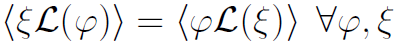 ⟨ξ𝓛(φ)⟩ = ⟨φ𝓛(ξ)⟩ ∀φ, ξ